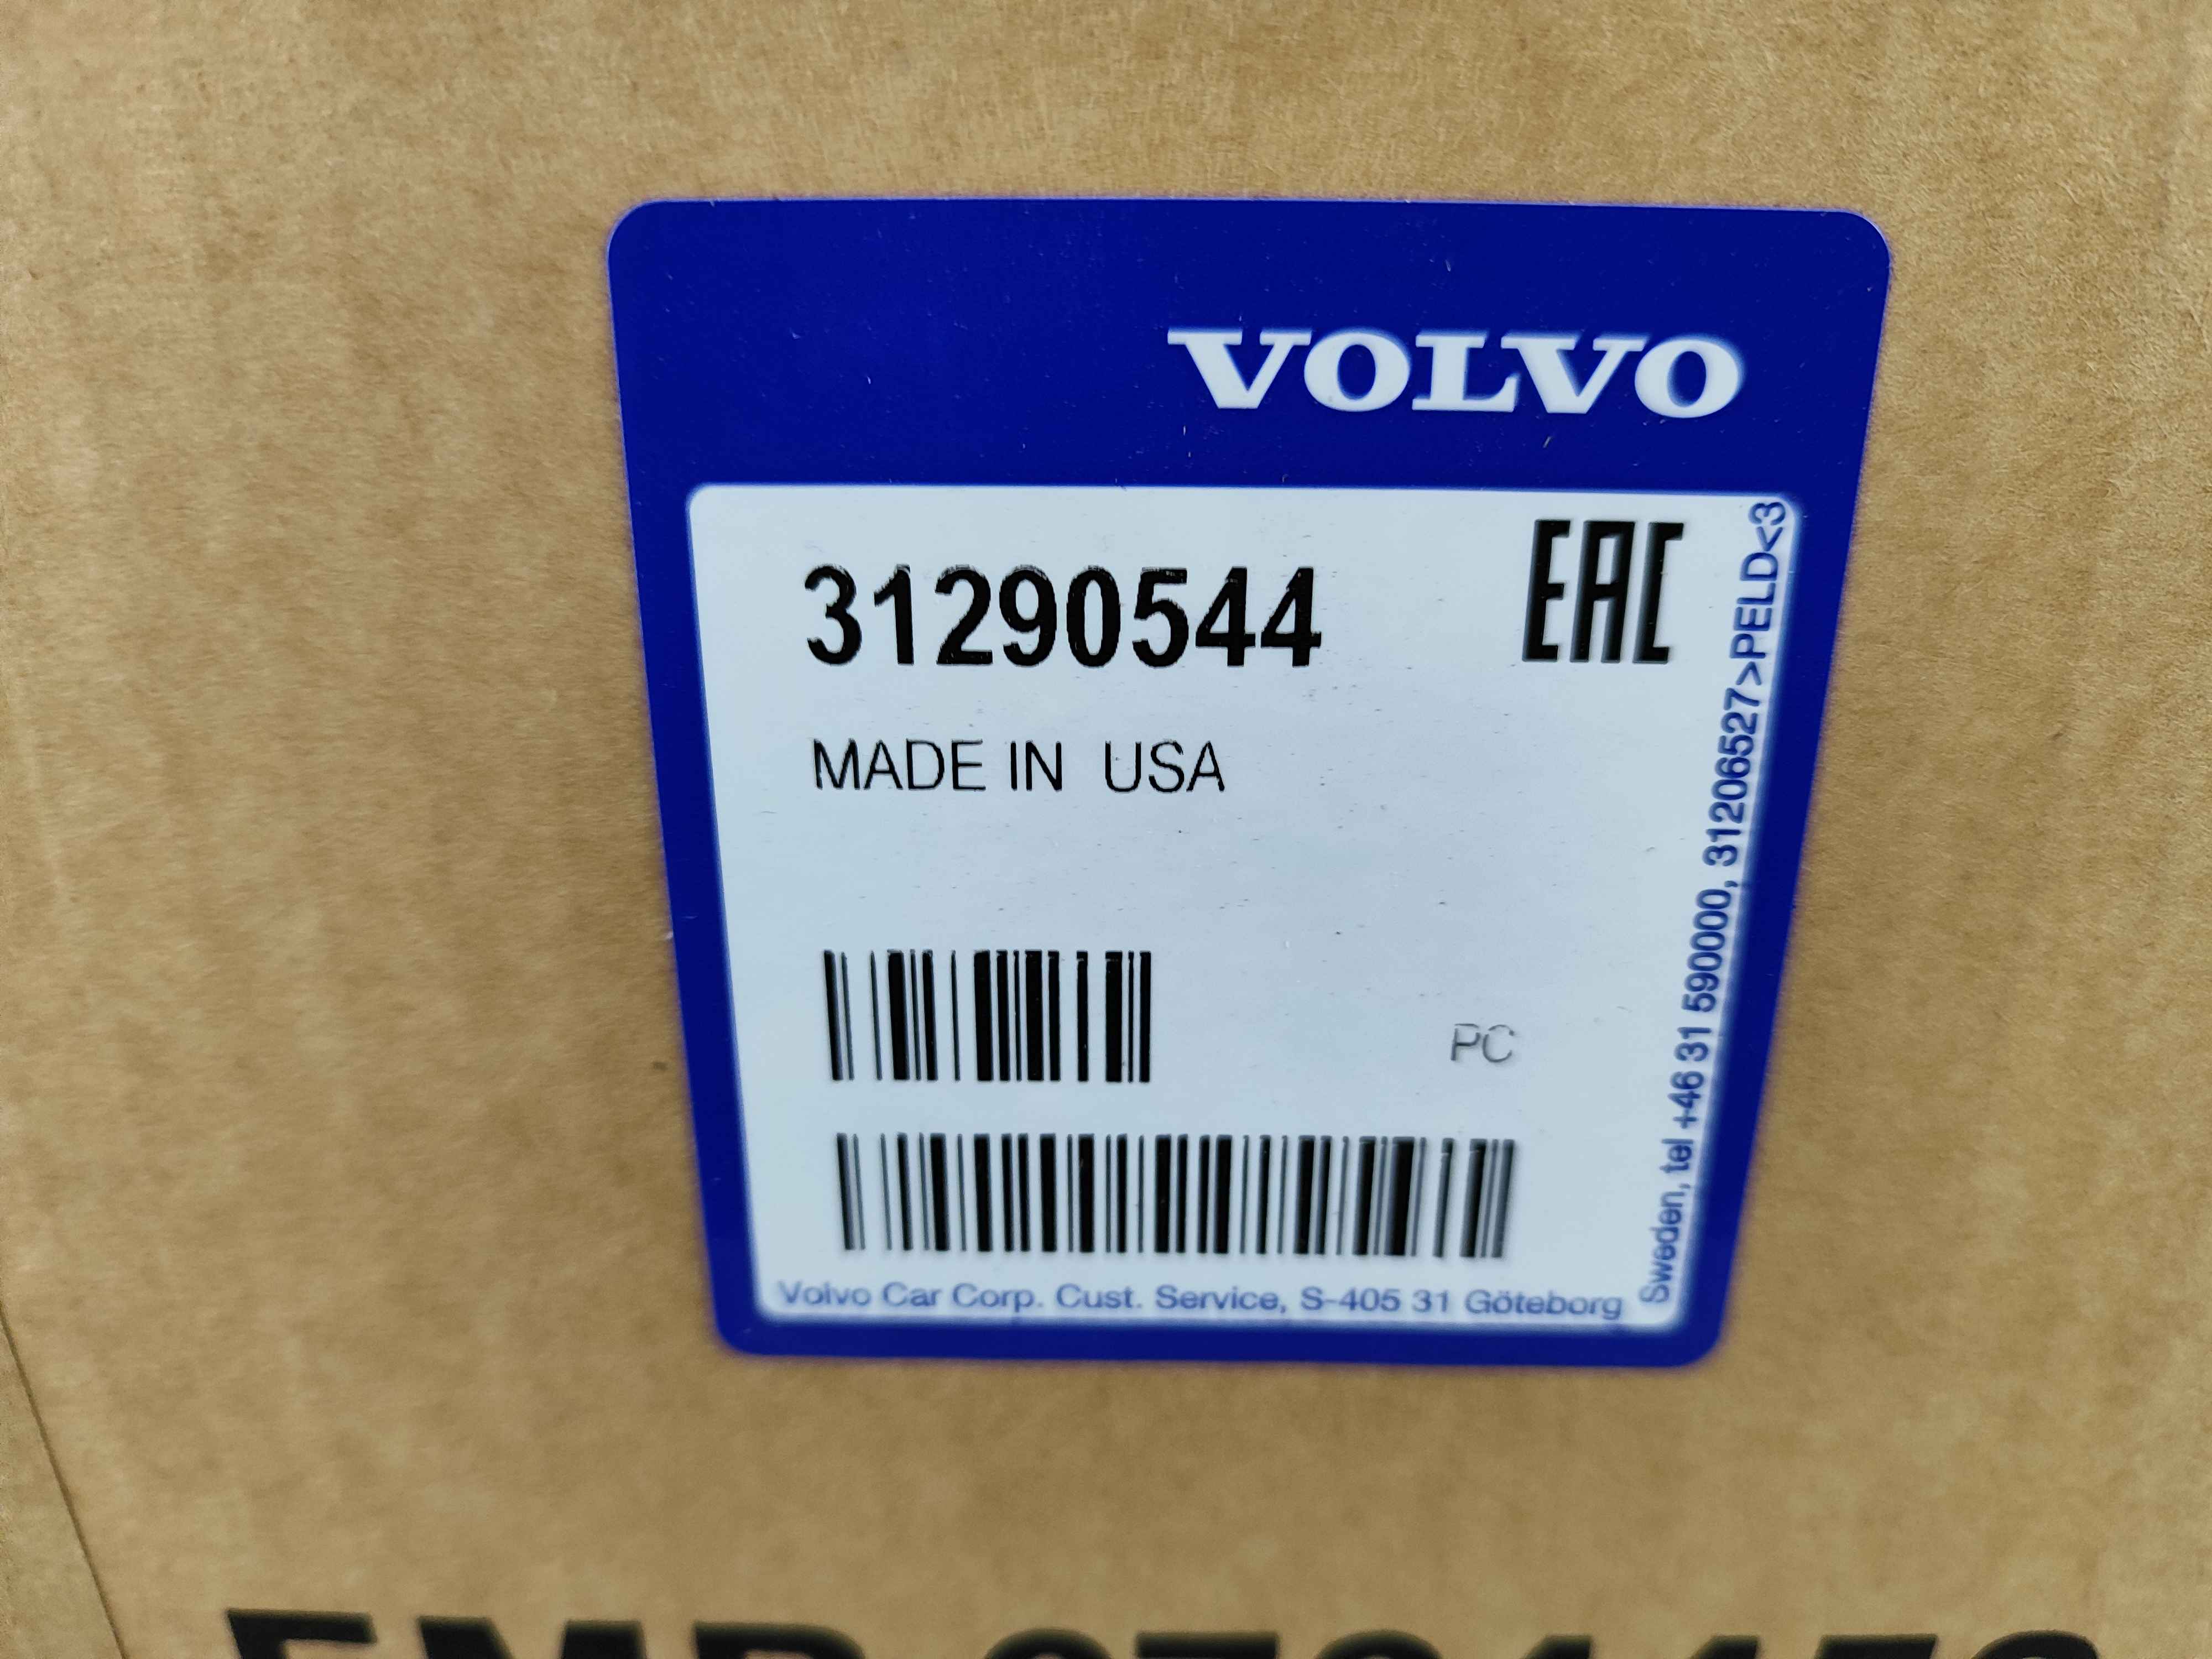 VOLVO
31290544
EAC
MADE IN USA
PC
Volvo Car Corp. Cust. Service, S-405 31 Göteborg
Sweden, tel +46 31 590000, 31206527>PELD<3